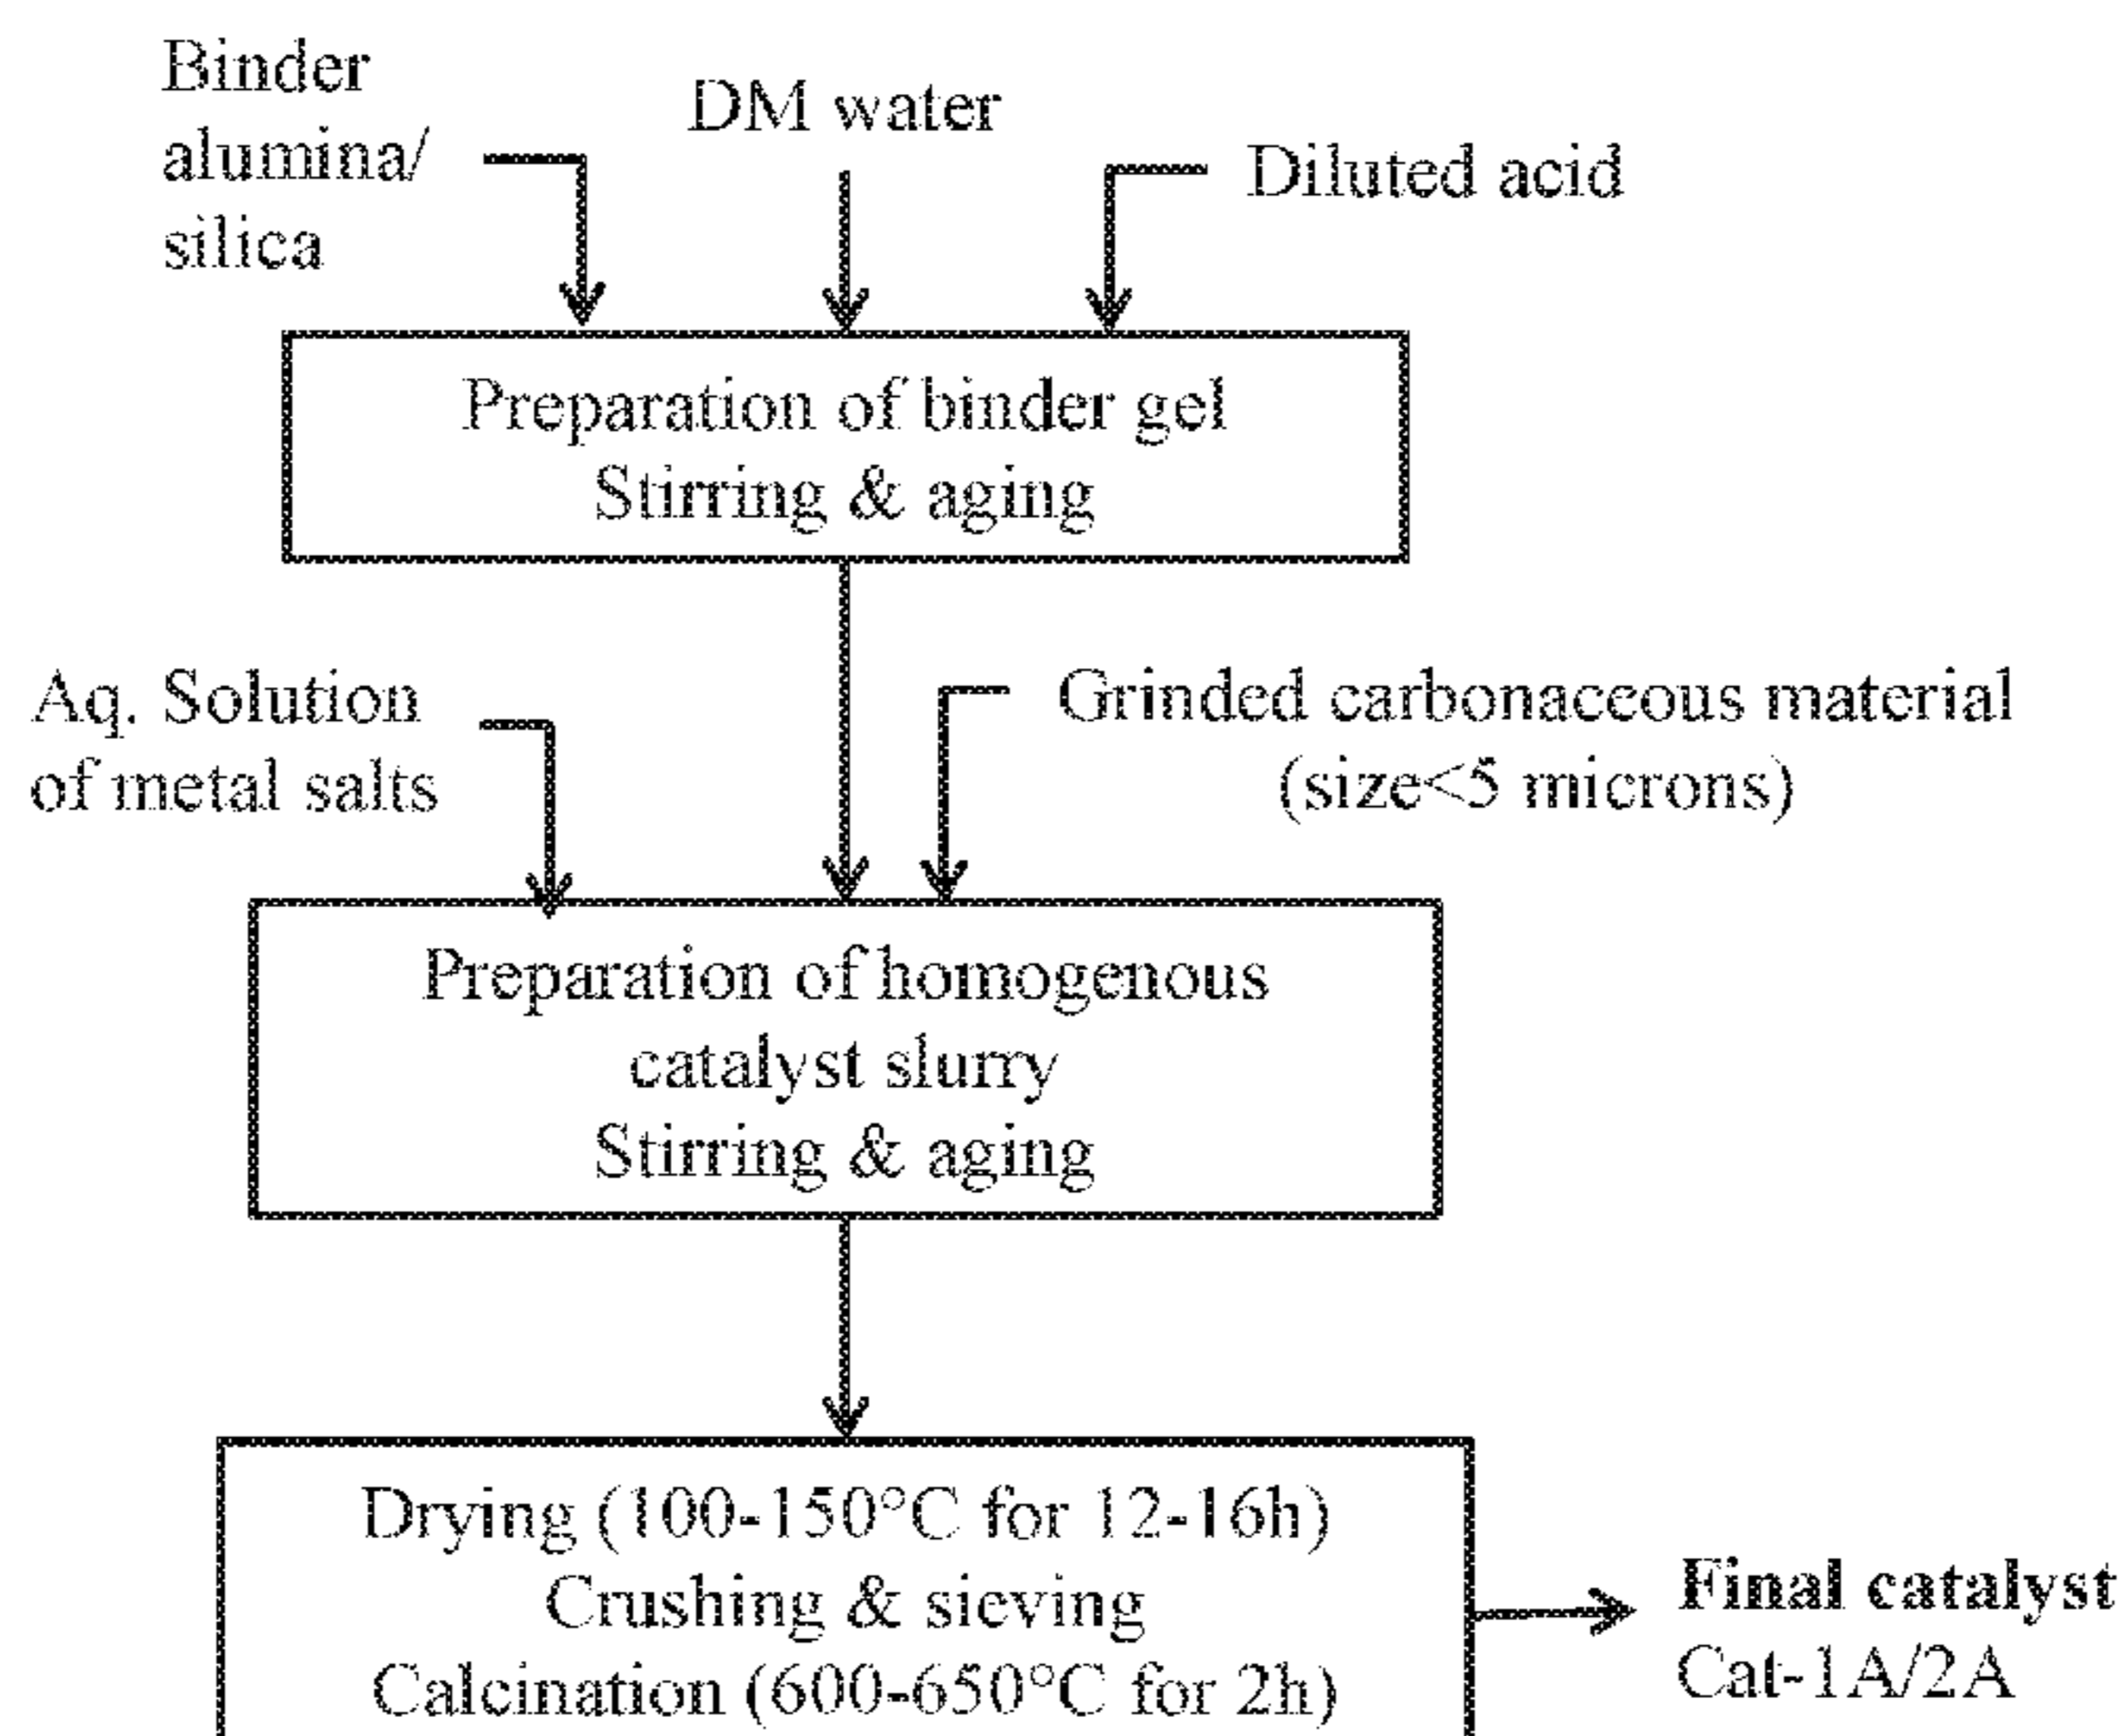 Binder
alumina/
silica
DM water
Diluted acid
Preparation of binder gel
Stirring & aging
Aq. Solution
of metal salts
Grinded carbonaceous material
(size<5 microns)
Preparation of homogenous
catalyst slurry
Stirring & aging
Drying (100-150°C for 12-16h)
Crushing & sieving
Calcination (600-650°C for 2h)
Final catalyst
Cat-1A/2A